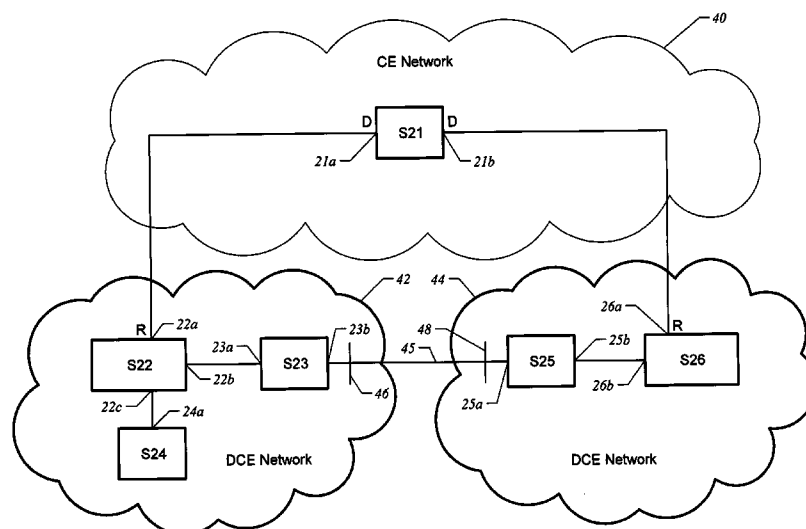 40
CE Network
D
S21
D
21a
21b
42
44
R
22a
23a
S23
23b
48
26a
R
S22
22b
45
S25
25b
S26
22c
24a
46
25a
26b
S24
DCE Network
DCE Network